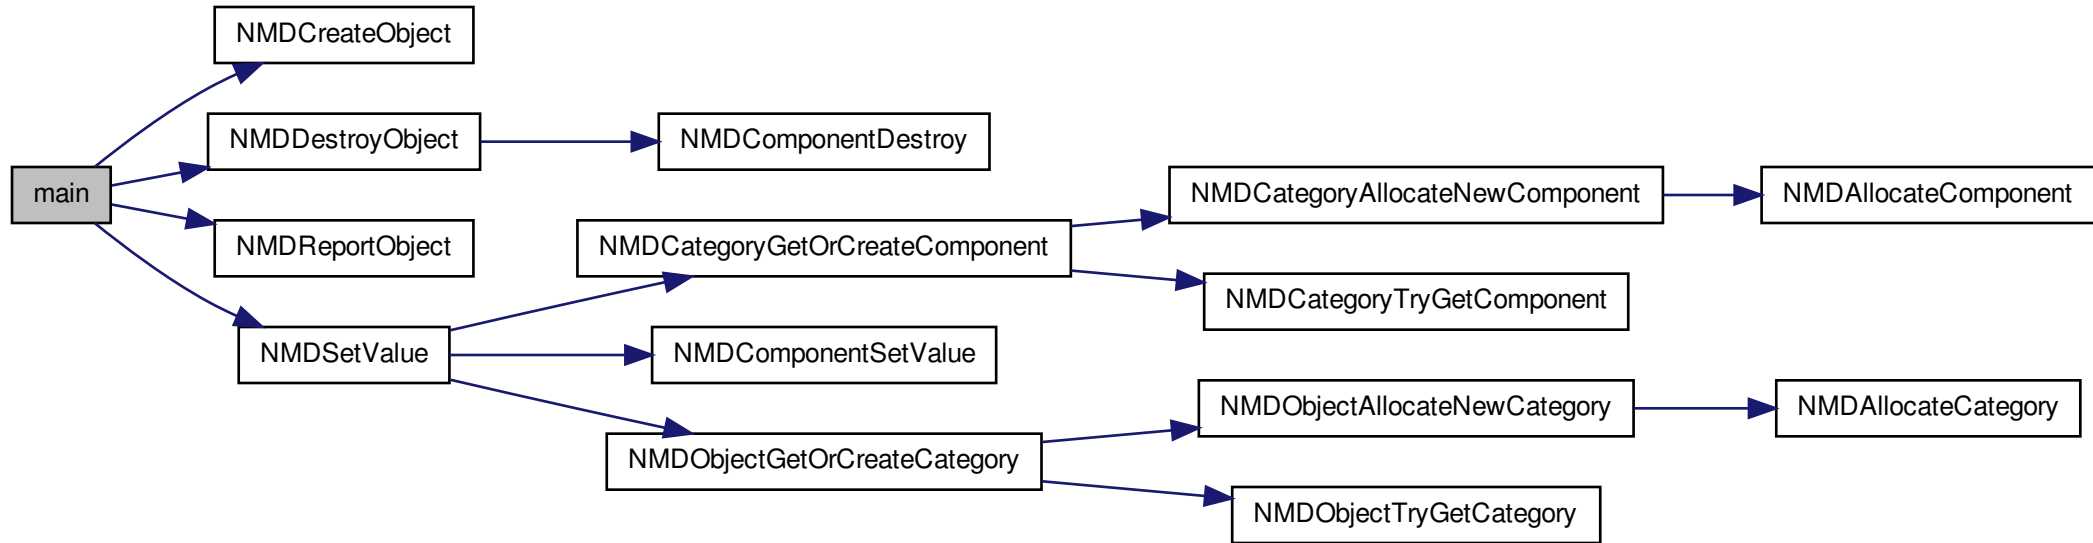 NMDCreateObject
NMDDestroyObject
NMDComponentDestroy
main
NMDCategoryAllocateNewComponent
NMDAllocateComponent
NMDReportObject
NMDCategoryGetOrCreateComponent
NMDCategoryTryGetComponent
NMDSetValue
NMDComponentSetValue
NMDObjectAllocateNewCategory
NMDAllocateCategory
NMDObjectGetOrCreateCategory
NMDObjectTryGetCategory